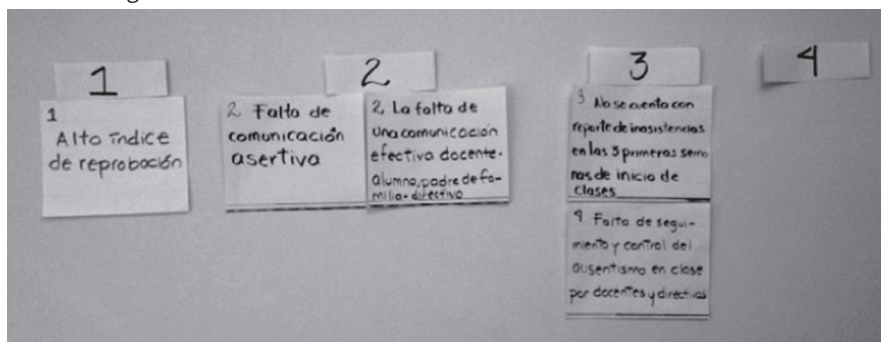 1
1
Alto índice
de reprobación
2
2 Falta de
comunicación
asertiva
2 La falta de
una comunicación
efectiva docente-
alumno, padre de fa-
milia-directivo
3
3 No se cuenta con
reporte de inasistencias
en las 3 primeras sema
nas de inicio de
clases
4 Falta de segui-
miento y control del
ausentismo en clase
por docentes y directivos
4